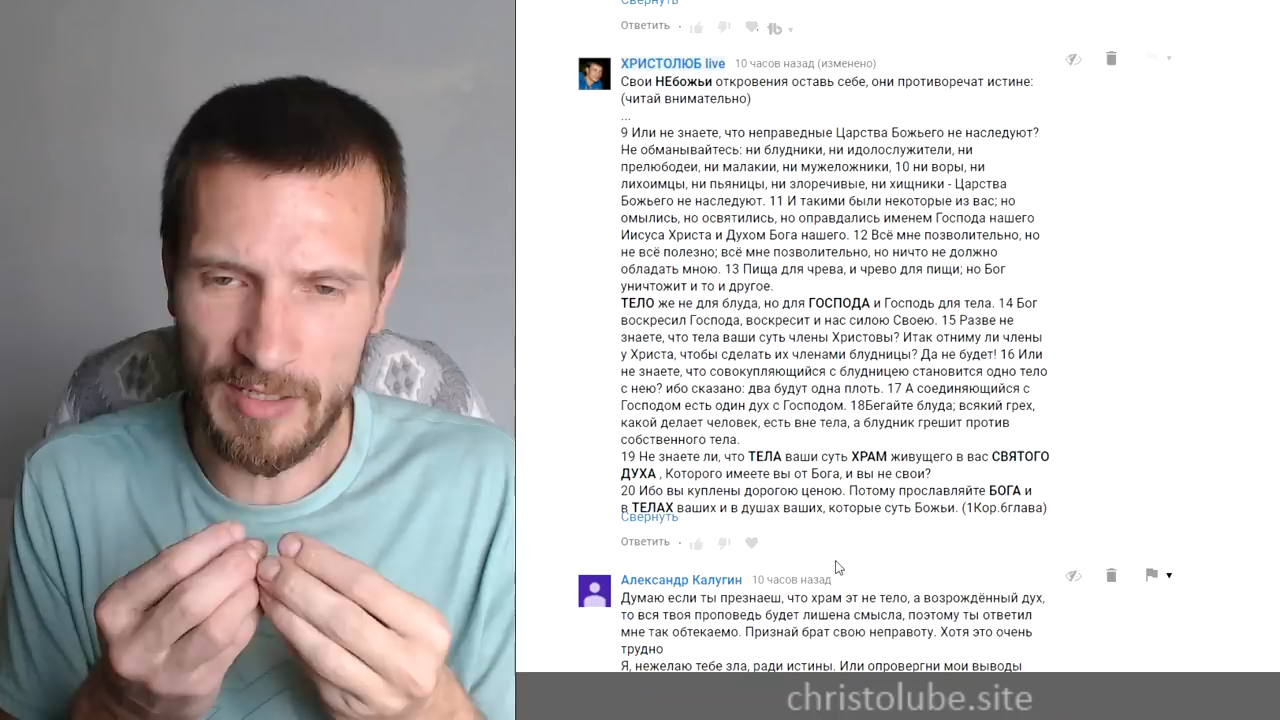 Свернуть
Ответить
ХРИСТОЛЮБ live 10 часов назад (изменено)
Свои НЕбожьи откровения оставь себе, они противоречат истине:
(читай внимательно)
...
9 Или не знаете, что неправедные Царства Божьего не наследуют?
Не обманывайтесь: ни блудники, ни идолослужители, ни
прелюбодеи, ни малакии, ни мужеложники, 10 ни воры, ни
лихоимцы, ни пьяницы, ни злоречивые, ни хищники - Царства
Божьего не наследуют. 11 И такими были некоторые из вас; но
омылись, но освятились, но оправдались именем Господа нашего
Иисуса Христа и Духом Бога нашего. 12 Всё мне позволительно, но
не всё полезно; всё мне позволительно, но ничто не должно
обладать мною. 13 Пища для чрева, и чрево для пищи; но Бог
уничтожит и то и другое.
ТЕЛО же не для блуда, но для ГОСПОДА и Господь для тела. 14 Бог
воскресил Господа, воскресит и нас силою Своею. 15 Разве не
знаете, что тела ваши суть члены Христовы? Итак отниму ли члены
у Христа, чтобы сделать их членами блудницы? Да не будет! 16 Или
не знаете, что совокупляющийся с блудницею становится одно тело
с нею? ибо сказано: два будут одна плоть. 17 А соединяющийся с
Господом есть один дух с Господом. 18Бегайте блуда; всякий грех,
какой делает человек, есть вне тела, а блудник грешит против
собственного тела.
19 Не знаете ли, что ТЕЛА ваши суть ХРАМ живущего в вас СВЯТОГО
ДУХА , Которого имеете вы от Бога, и вы не свои?
20 Ибо вы куплены дорогою ценою. Потому прославляйте БОГА и
в ТЕЛАХ ваших и в душах ваших, которые суть Божьи. (1Кор.6глава)
Свернуть
Ответить
Александр Калугин 10 часов назад
Думаю если ты презнаеш, что храм эт не тело, а возрождённый дух,
то вся твоя проповедь будет лишена смысла, поэтому ты ответил
мне так обтекаемо. Признай брат свою неправоту. Хотя это очень
трудно
Я, нежелаю тебе зла, ради истины. Или опровергни мои выводы
christolube.site